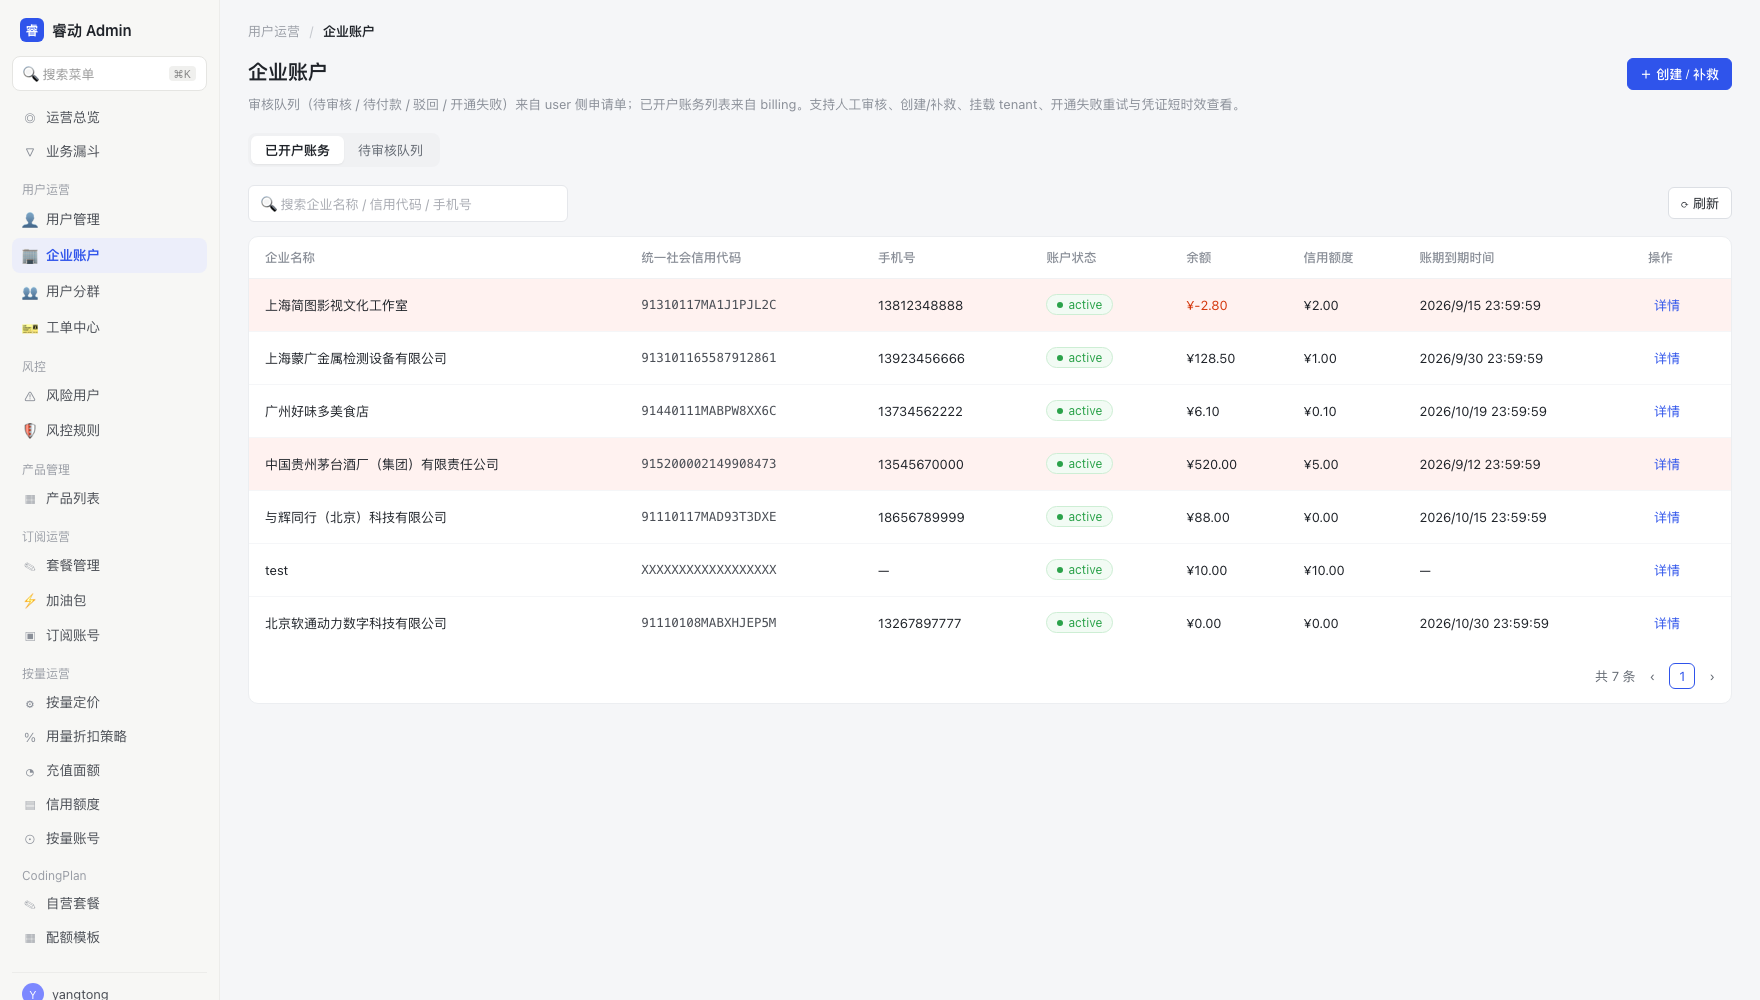 睿 睿动 Admin
搜索菜单 ⌘K
运营总览
业务漏斗
用户运营
用户管理
企业账户
用户分群
工单中心
风控
风险用户
风控规则
产品管理
产品列表
订阅运营
套餐管理
加油包
订阅账号
按量运营
按量定价
% 用量折扣策略
充值面额
信用额度
按量账号
CodingPlan
自营套餐
配额模板
Y yangtong
用户运营 / 企业账户
企业账户
+ 创建 / 补救
审核队列（待审核 / 待付款 / 驳回 / 开通失败）来自 user 侧申请单；已开户账务列表来自 billing。支持人工审核、创建/补救、挂载 tenant、开通失败重试与凭证短时效查看。
已开户账务 待审核队列
搜索企业名称 / 信用代码 / 手机号
⟳ 刷新
企业名称 统一社会信用代码 手机号 账户状态 余额 信用额度 账期到期时间 操作
上海简图影视文化工作室 91310117MA1J1PJL2C 13812348888 active ¥-2.80 ¥2.00 2026/9/15 23:59:59 详情
上海蒙广金属检测设备有限公司 913101165587912861 13923456666 active ¥128.50 ¥1.00 2026/9/30 23:59:59 详情
广州好味多美食店 91440111MABPW8XX6C 13734562222 active ¥6.10 ¥0.10 2026/10/19 23:59:59 详情
中国贵州茅台酒厂（集团）有限责任公司 915200002149908473 13545670000 active ¥520.00 ¥5.00 2026/9/12 23:59:59 详情
与辉同行（北京）科技有限公司 91110117MAD93T3DXE 18656789999 active ¥88.00 ¥0.00 2026/10/15 23:59:59 详情
test XXXXXXXXXXXXXXXXXX — active ¥10.00 ¥10.00 — 详情
北京软通动力数字科技有限公司 91110108MABXHJEP5M 13267897777 active ¥0.00 ¥0.00 2026/10/30 23:59:59 详情
共 7 条 ‹ 1 ›